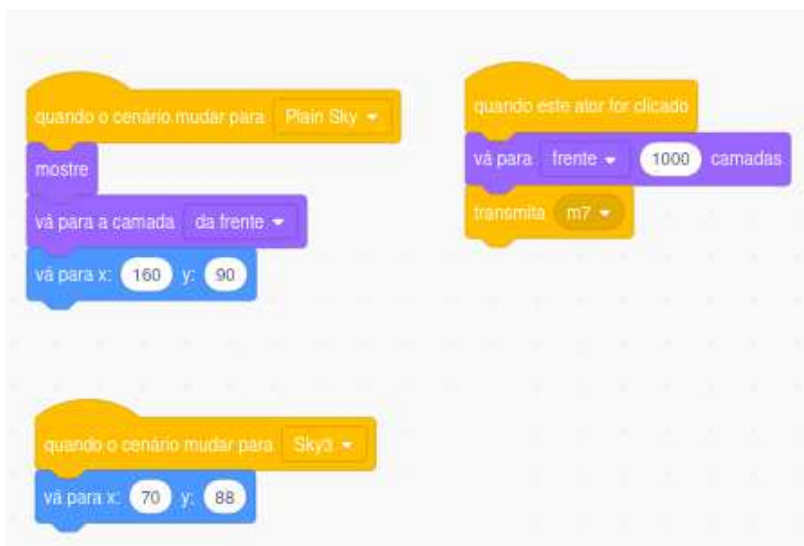 quando o cenário mudar para Plain Sky
mostre
vá para a camada da frente
vá para x: 160 y: 90
quando este ator for clicado
vá para frente 1000 camadas
transmita m7
quando o cenário mudar para Sky3
vá para x: 70 y: 88